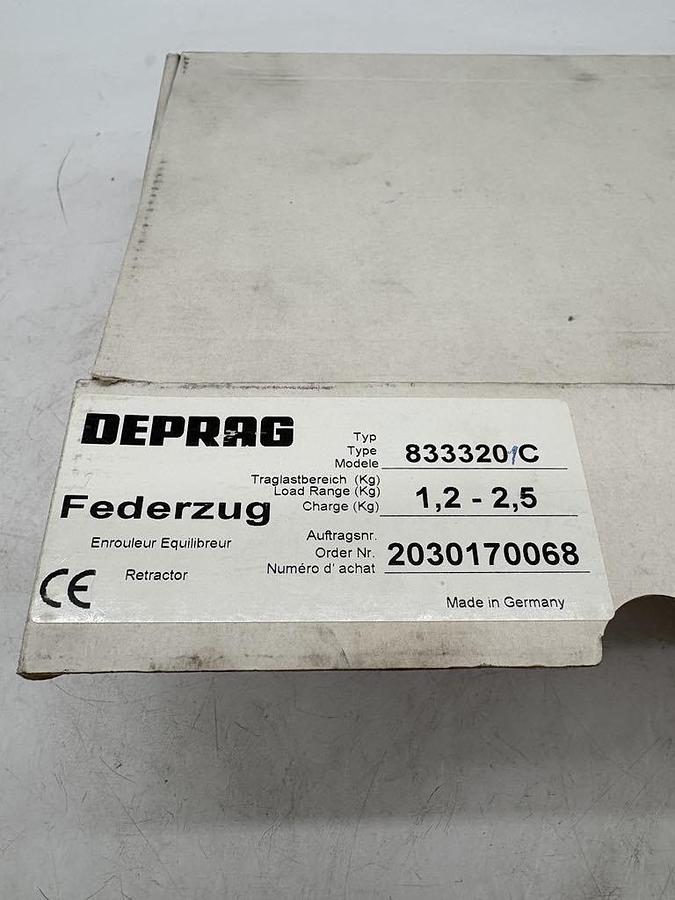 DEPRAG
Typ
Type
Modele
8333201C
Traglastbereich (Kg)
Load Range (Kg)
Charge (Kg)
1,2 - 2,5
Federzug
Enrouleur Equilibreur
Retractor
Auftragsnr.
Order Nr.
Numéro d' achat
2030170068
CE
Made in Germany